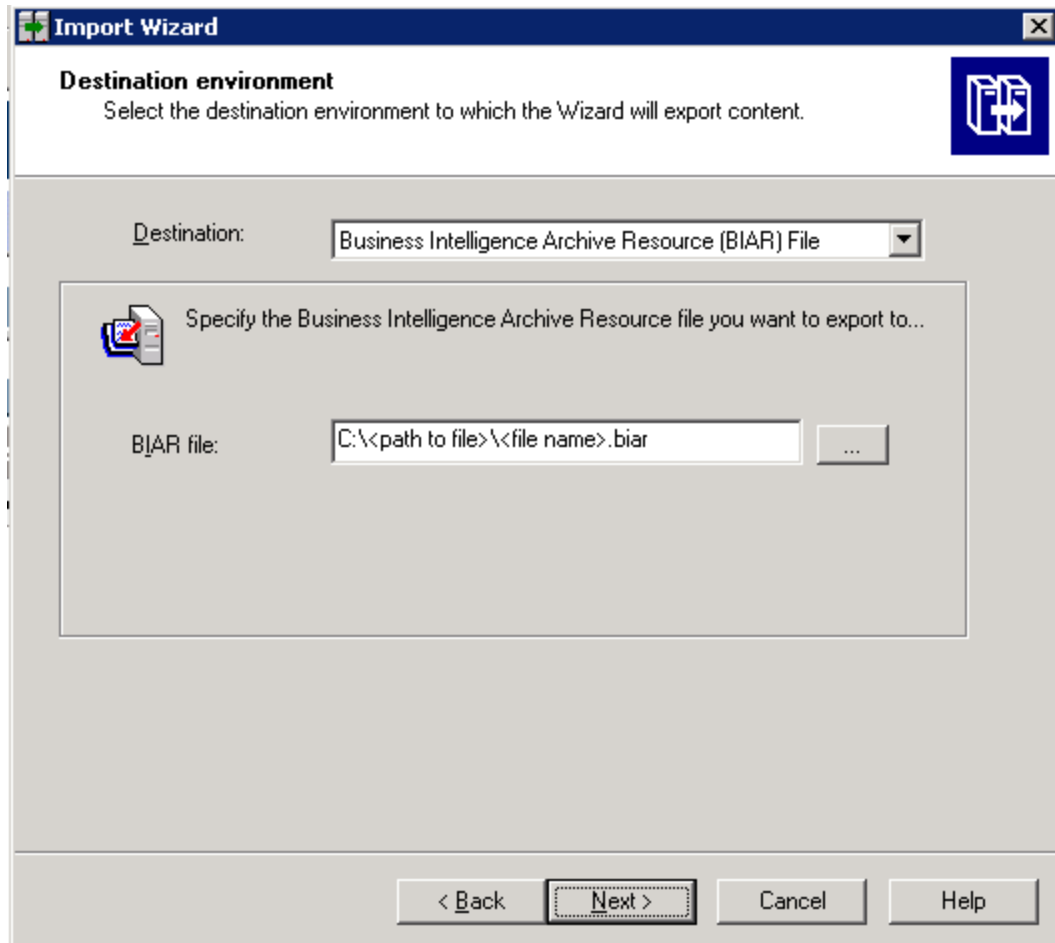 Import Wizard
Destination environment
Select the destination environment to which the Wizard will export content.
Destination:
Business Intelligence Archive Resource (BIAR) File
Specify the Business Intelligence Archive Resource file you want to export to...
BIAR file:
C:\<path to file>\<file name>.biar
...
< Back
Next >
Cancel
Help